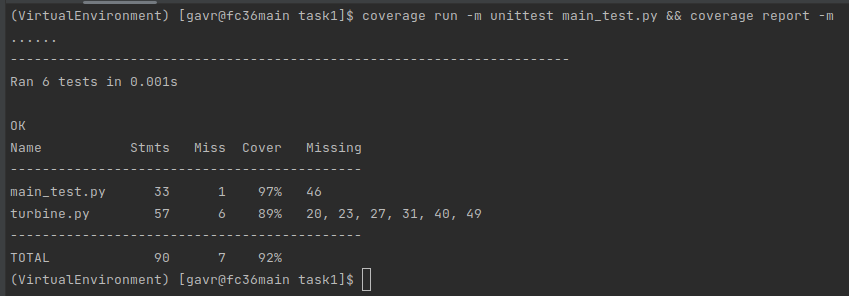 (VirtualEnvironment) [gavr@fc36main task1]$ coverage run -m unittest main_test.py && coverage report -m
......
----------------------------------------------------------------------
Ran 6 tests in 0.001s

OK
Name           Stmts   Miss  Cover   Missing
--------------------------------------------
main_test.py      33      1    97%   46
turbine.py        57      6    89%   20, 23, 27, 31, 40, 49
--------------------------------------------
TOTAL             90      7    92%
(VirtualEnvironment) [gavr@fc36main task1]$